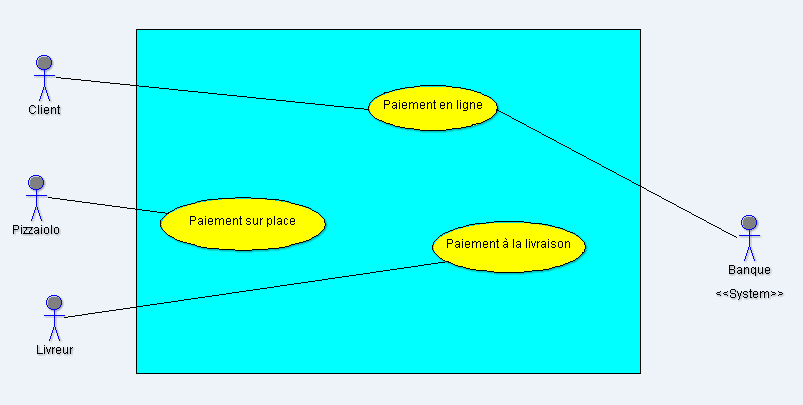 Client
Paiement en ligne
Pizzaiolo
Paiement sur place
Paiement à la livraison
Banque
<<System>>
Livreur